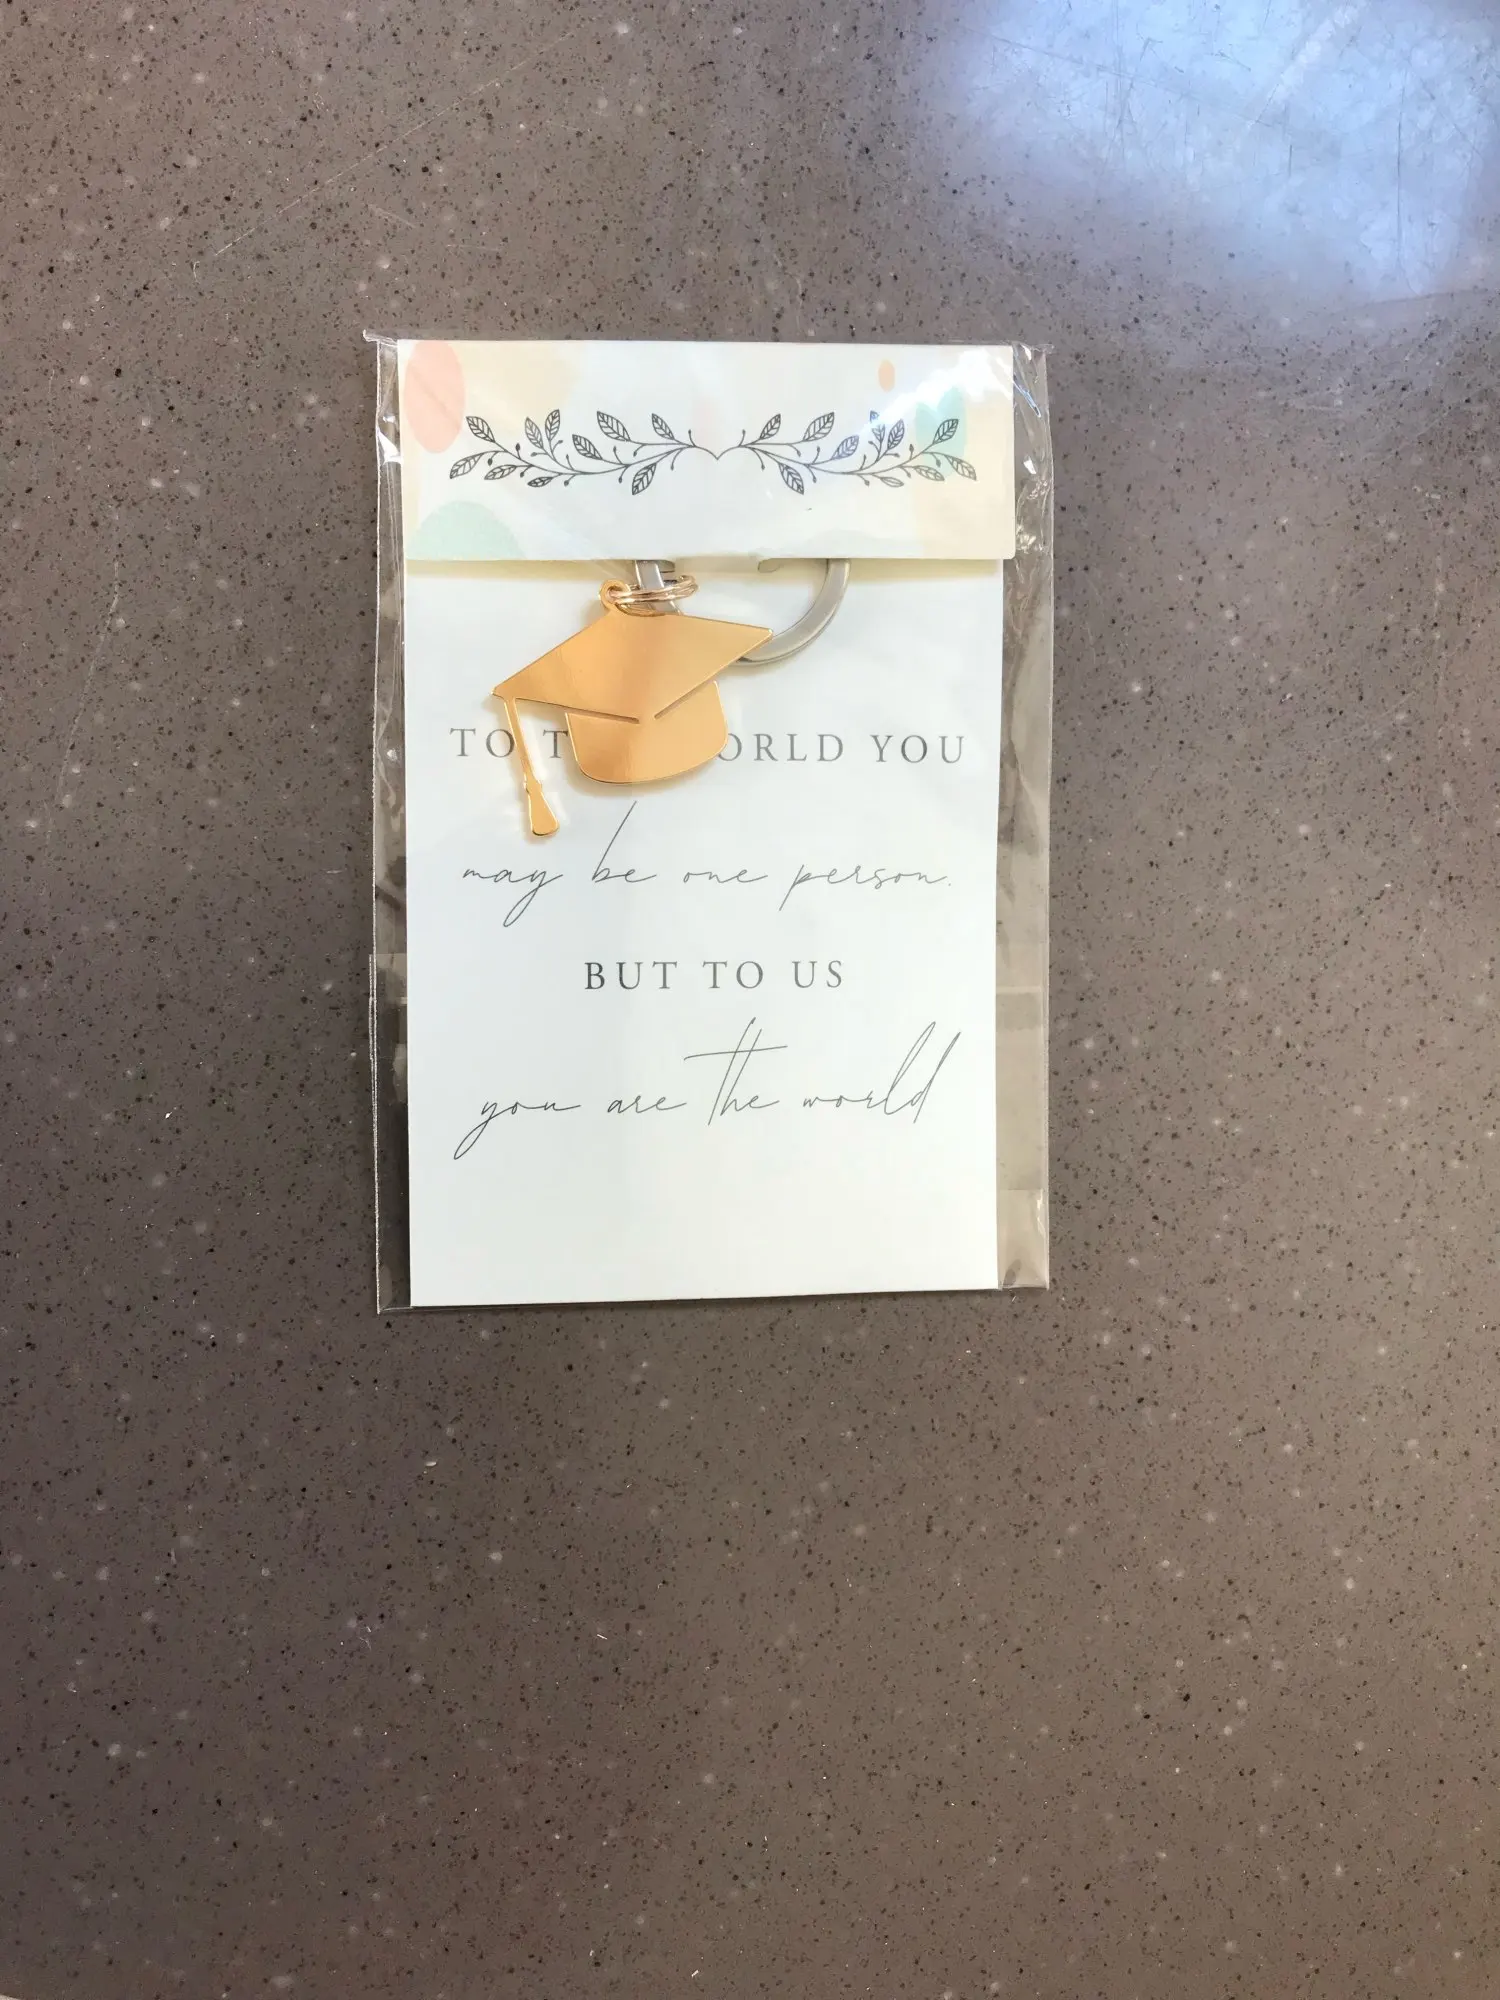 TO T ORLD YOU
may be one person.
BUT TO US
you are the world